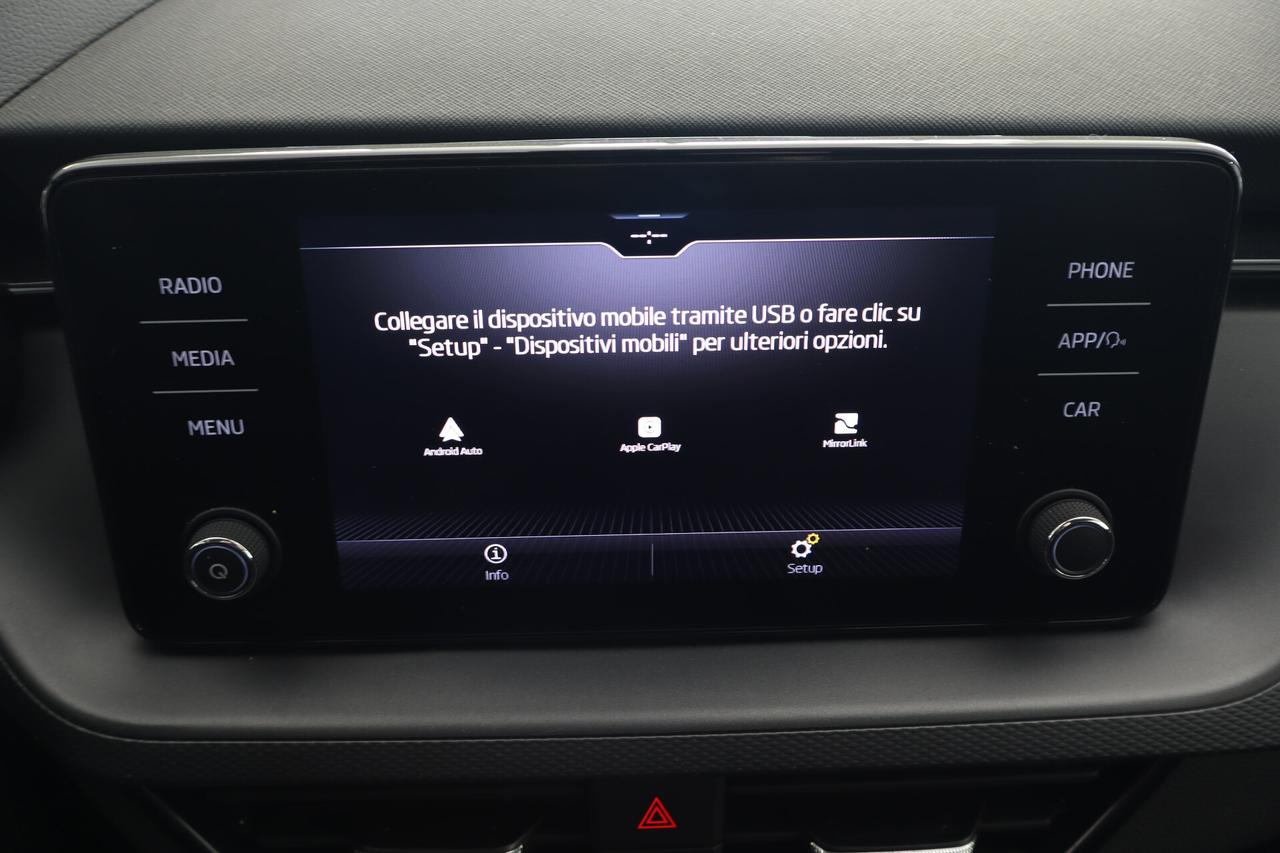 RADIO
MEDIA
MENU
Collegare il dispositivo mobile tramite USB o fare clic su
"Setup" - "Dispositivi mobili" per ulteriori opzioni.
Android Auto
Apple CarPlay
MirrorLink
Info
Setup
PHONE
APP/
CAR